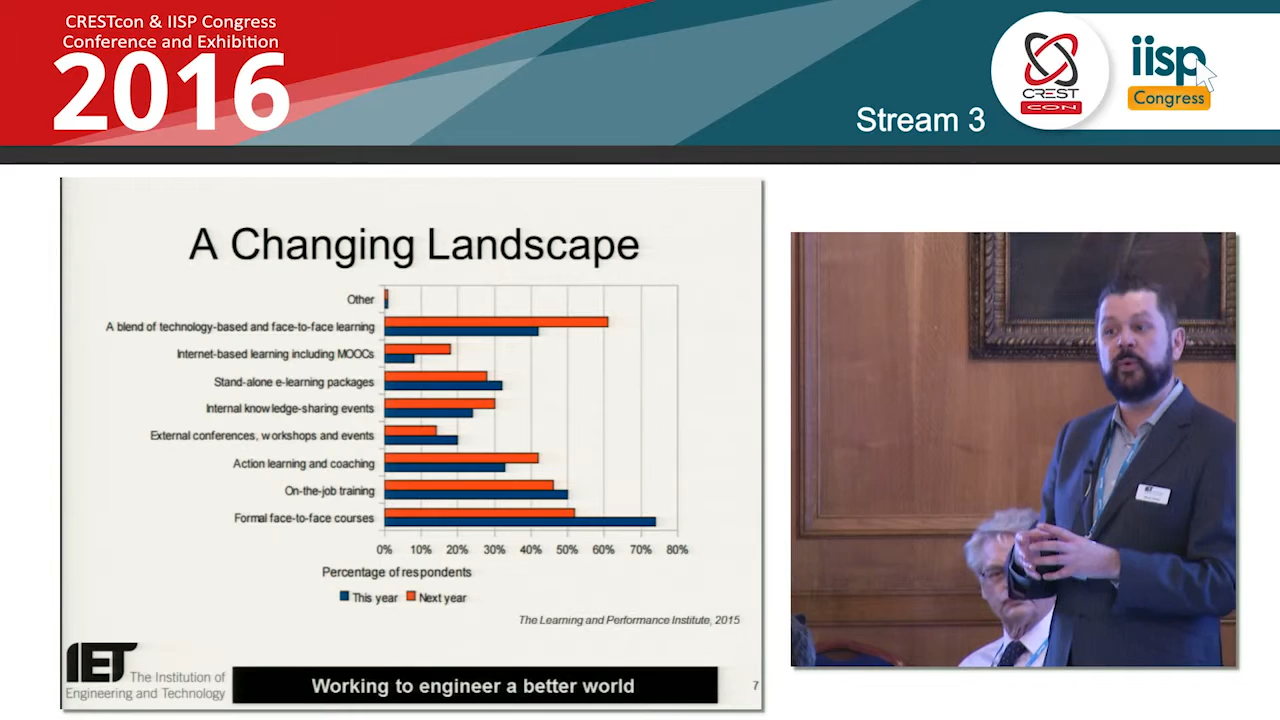 CRESTcon & IISP Congress
Conference and Exhibition
2016
Stream 3
CREST
CON
iisp
Congress
A Changing Landscape
Other
A blend of technology-based and face-to-face learning
Internet-based learning including MOOCs
Stand-alone e-learning packages
Internal knowledge-sharing events
External conferences, workshops and events
Action learning and coaching
On-the-job training
Formal face-to-face courses
0% 10% 20% 30% 40% 50% 60% 70% 80%
Percentage of respondents
This year Next year
The Learning and Performance Institute, 2015
IET The Institution of
Engineering and Technology
Working to engineer a better world
7